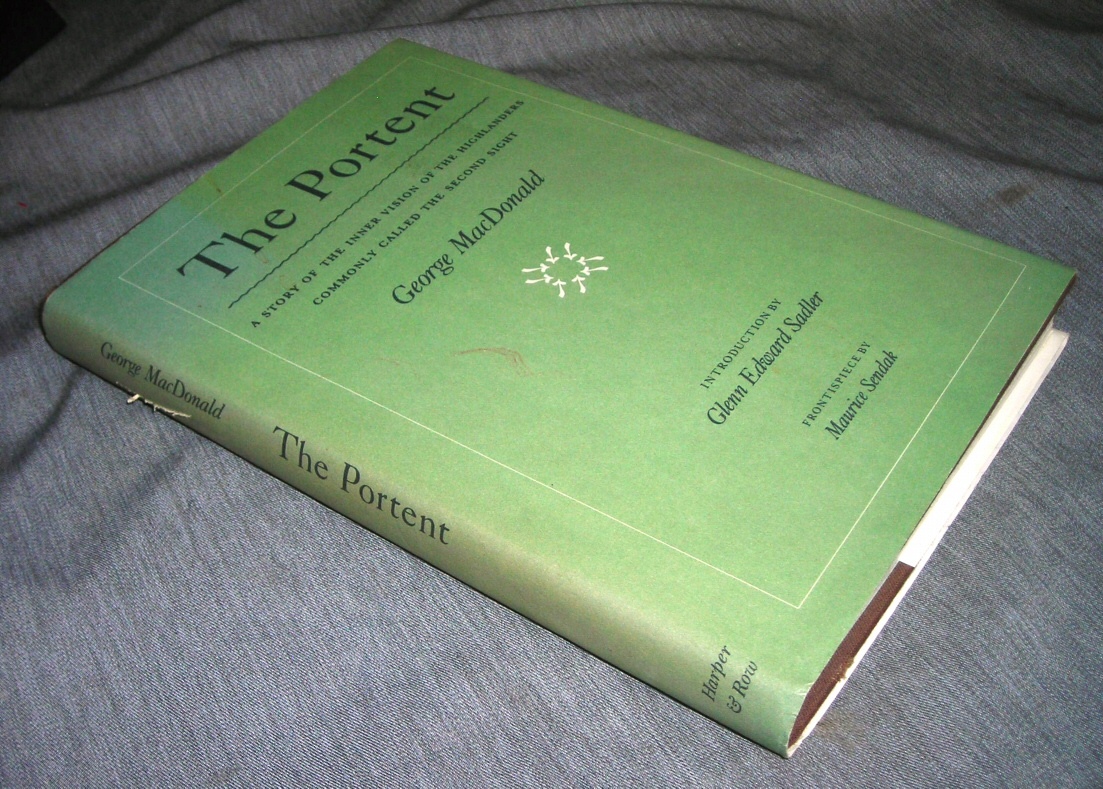 The Portent
A STORY OF THE INNER VISION OF THE HIGHLANDERS
COMMONLY CALLED THE SECOND SIGHT
George MacDonald
INTRODUCTION BY
Glenn Edward Sadler
FRONTISPIECE BY
Maurice Sendak
George MacDonald
The Portent
Harper
& Row